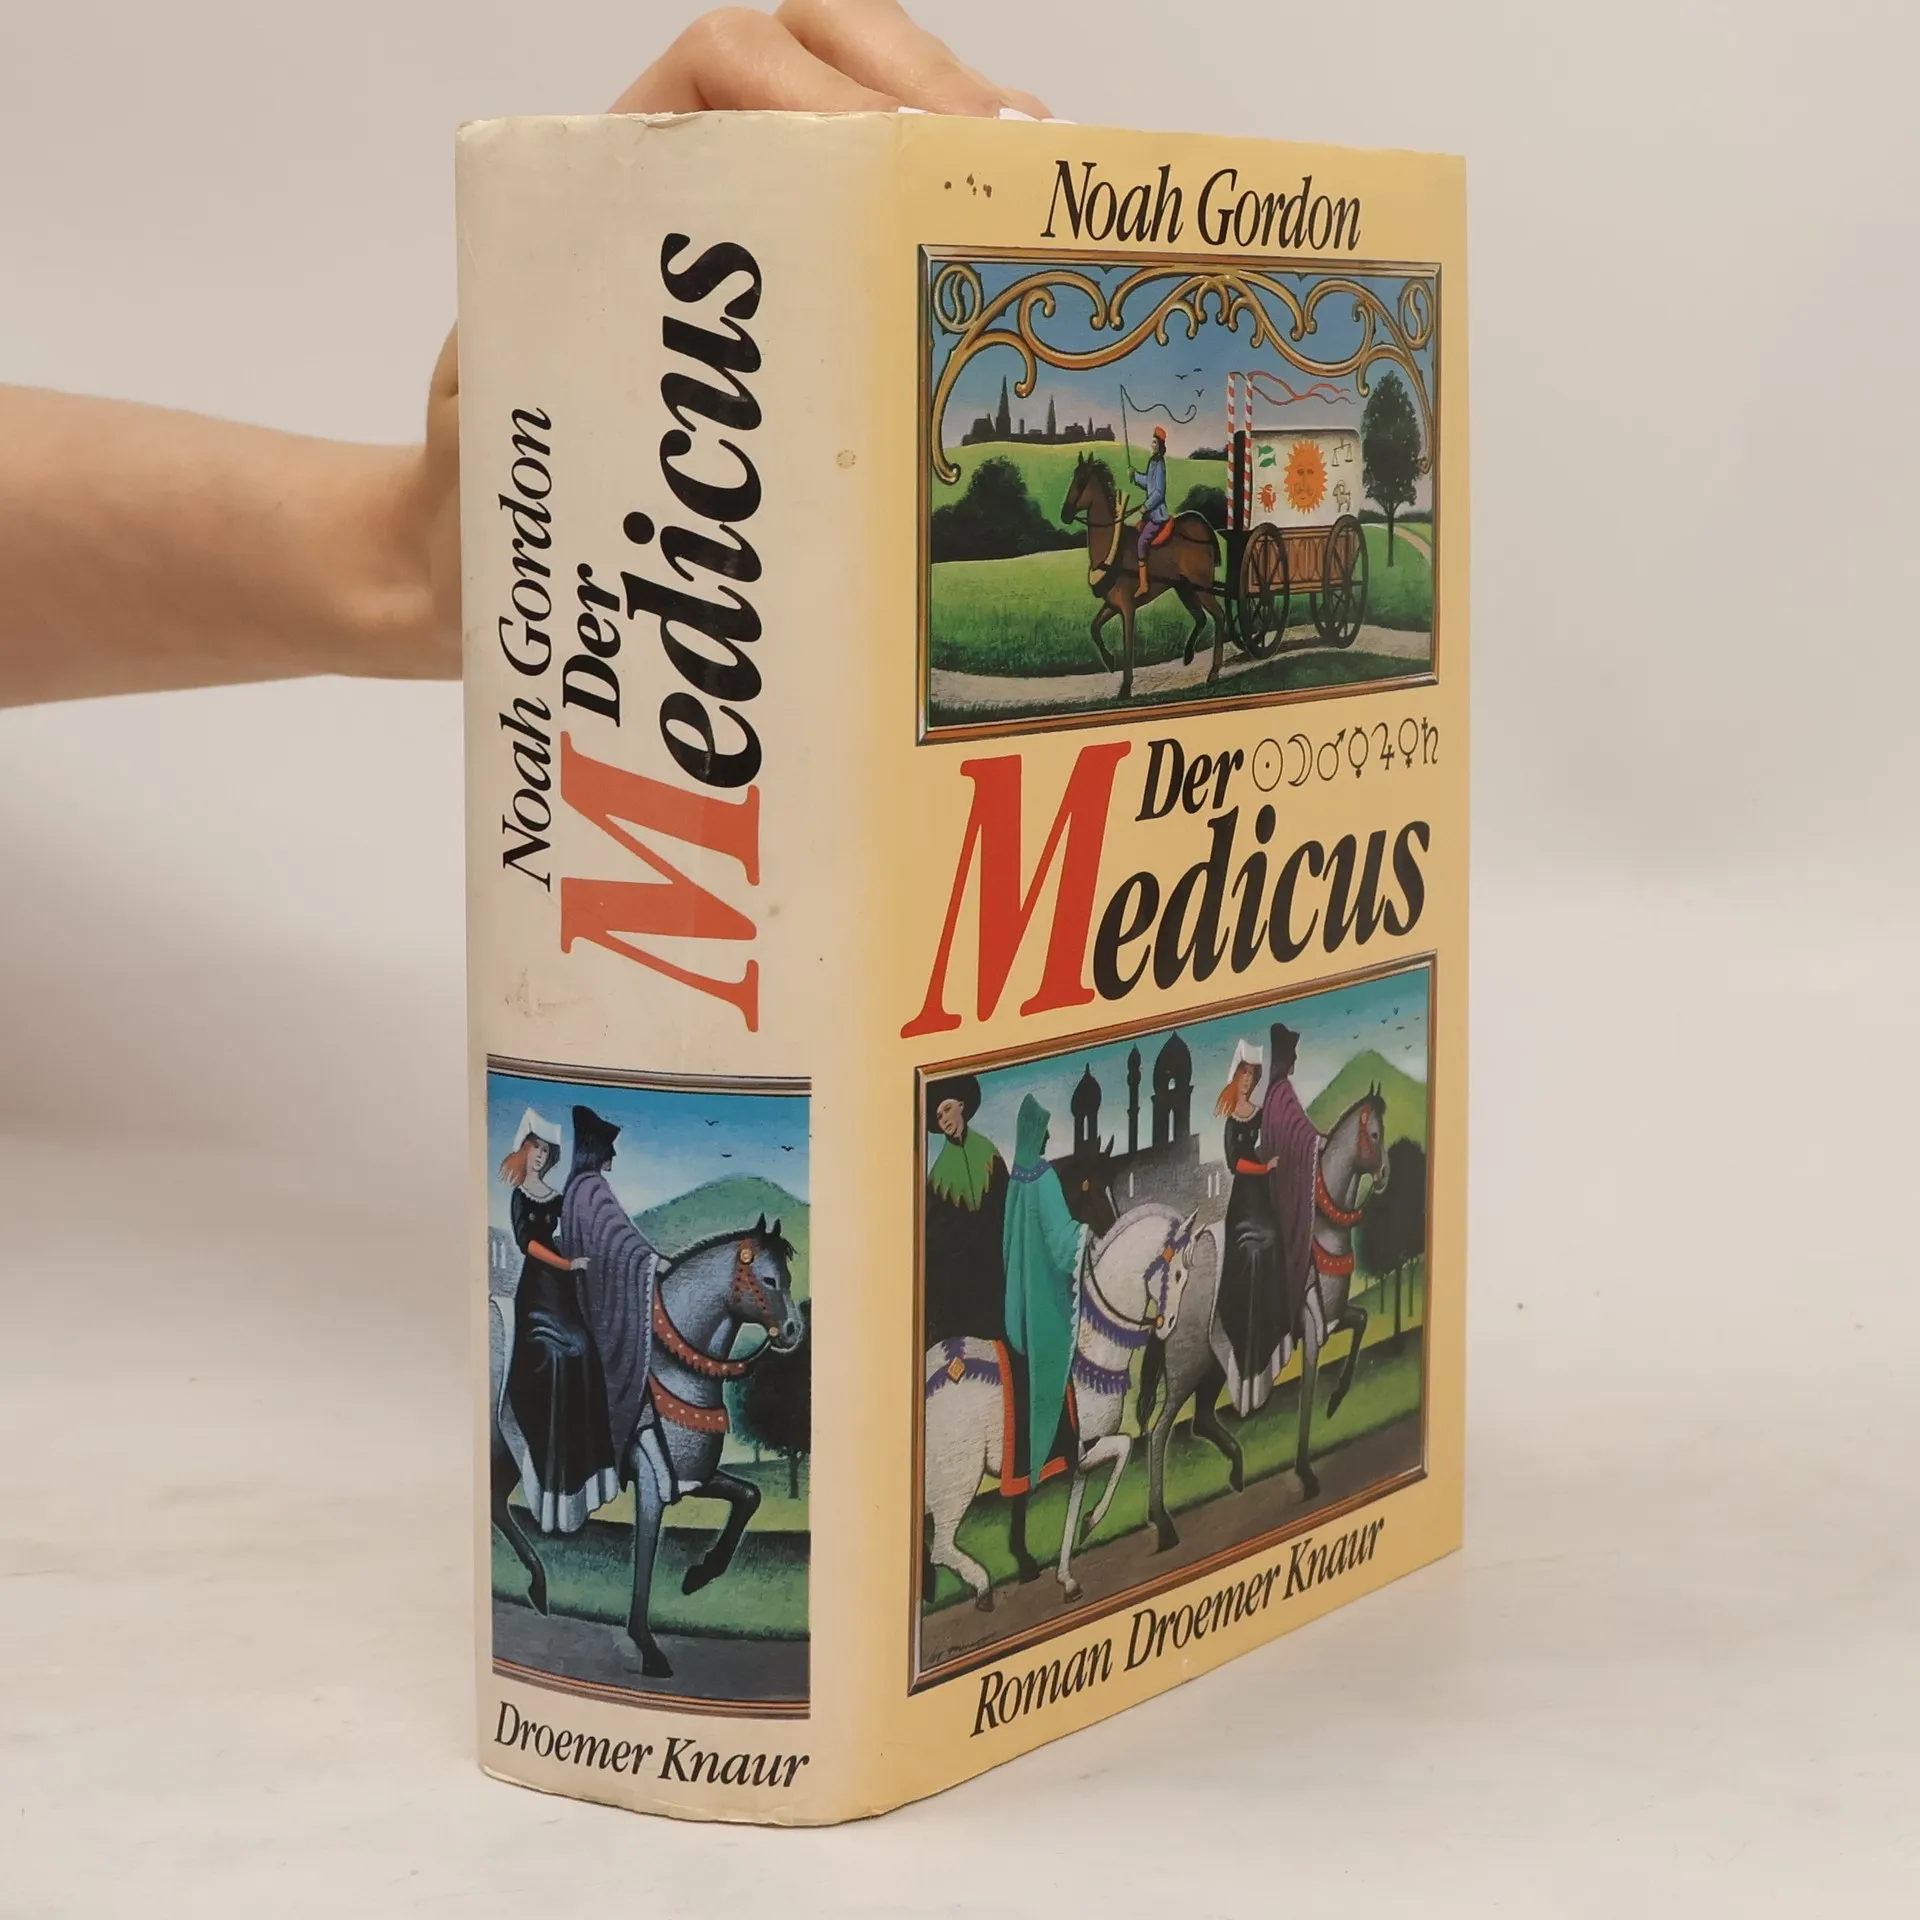 Noah Gordon
Der
Medicus
Droemer Knaur
Noah Gordon
Der ☉☽♂☿♃♀♄
Medicus
Roman Droemer Knaur